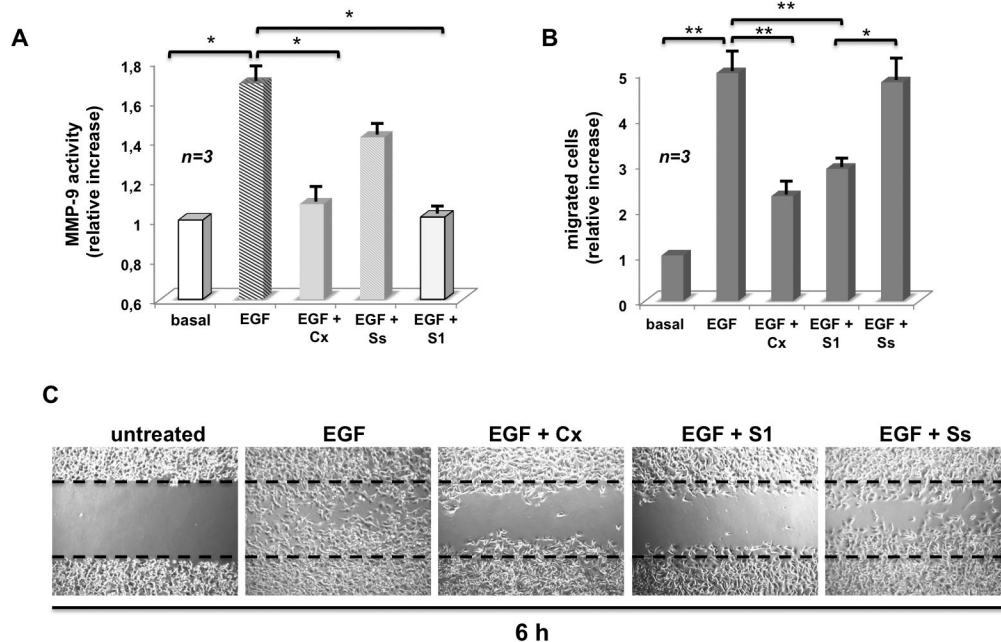 A
* * *
MMP-9 activity
(relative increase)
1,8
1,6
1,4
1,2
1
0,8
0,6
n=3
basal EGF EGF + Cx EGF + Ss EGF + S1
B
** ** ** *
migrated cells
(relative increase)
5
4
3
2
1
0
n=3
basal EGF EGF + Cx EGF + S1 EGF + Ss
C
untreated EGF EGF + Cx EGF + S1 EGF + Ss
6 h